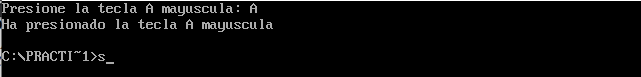 Presione la tecla A mayuscula: A
Ha presionado la tecla A mayuscula
C:\PRACTI~1>s_